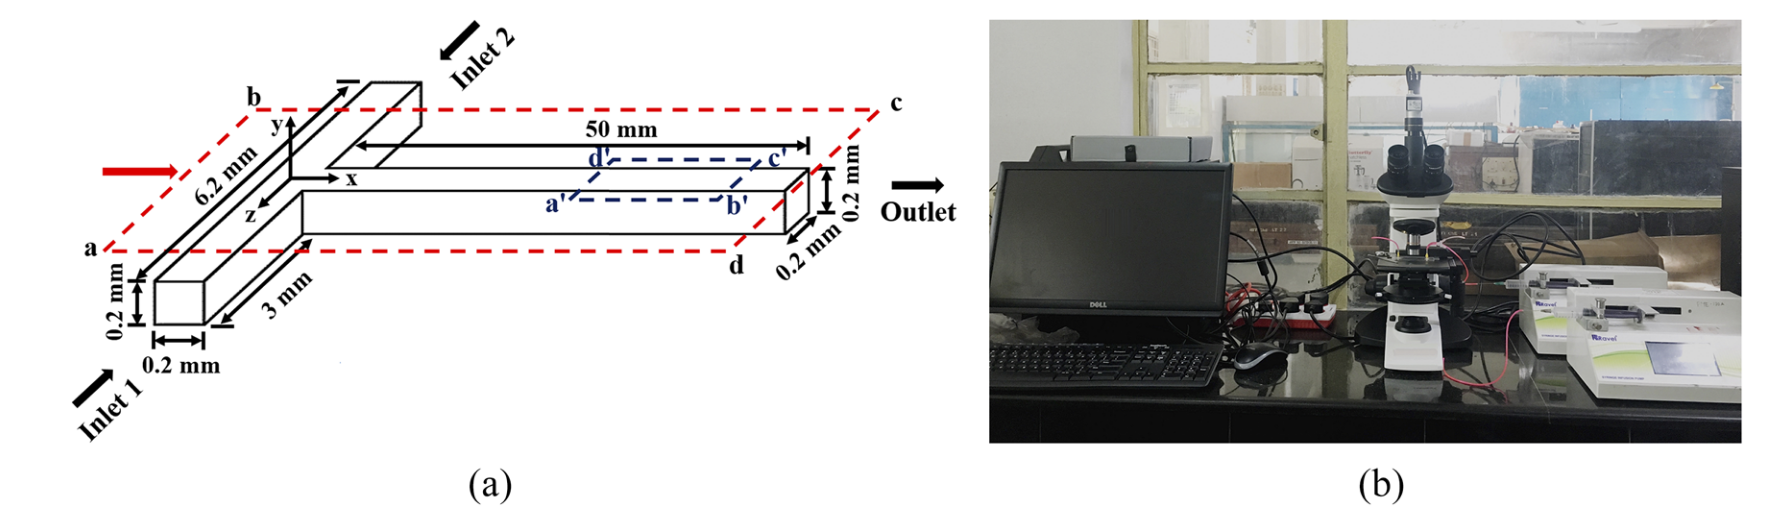 Inlet 2
b
c
y
50 mm
6.2 mm
d'
c'
x
0.2 mm
z
a'
b'
Outlet
a
d
0.2 mm
0.2 mm
3 mm
0.2 mm
Inlet 1
DELL
Ravel
Ravel
(a)
(b)